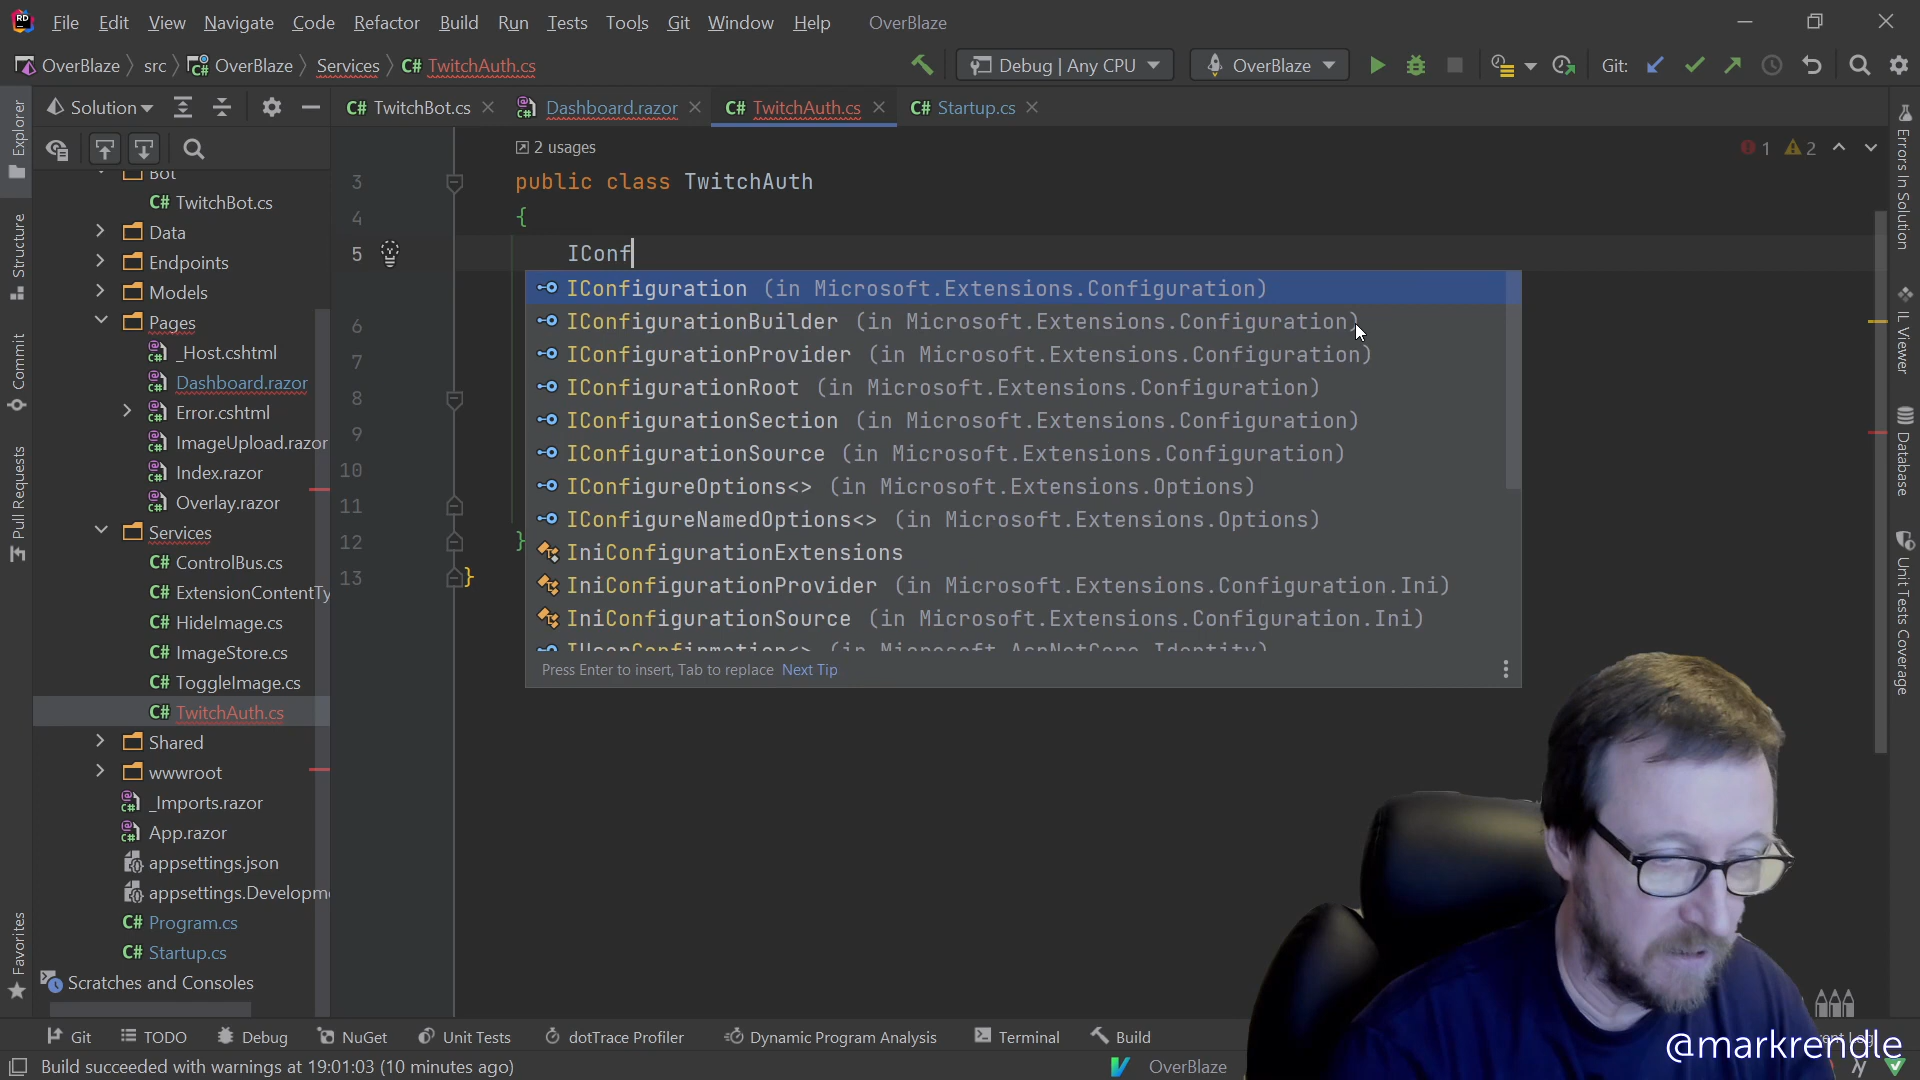 File Edit View Navigate Code Refactor Build Run Tests Tools Git Window Help OverBlaze
OverBlaze src OverBlaze Services C# TwitchAuth.cs Debug | Any CPU OverBlaze Git:
Solution C# TwitchBot.cs Dashboard.razor C# TwitchAuth.cs C# Startup.cs
2 usages
1 2
3 public class TwitchAuth
4 {
5 IConf
6
7
8
9
10
11
12 }
13 }
IConfiguration (in Microsoft.Extensions.Configuration)
IConfigurationBuilder (in Microsoft.Extensions.Configuration)
IConfigurationProvider (in Microsoft.Extensions.Configuration)
IConfigurationRoot (in Microsoft.Extensions.Configuration)
IConfigurationSection (in Microsoft.Extensions.Configuration)
IConfigurationSource (in Microsoft.Extensions.Configuration)
IConfigureOptions<> (in Microsoft.Extensions.Options)
IConfigureNamedOptions<> (in Microsoft.Extensions.Options)
IniConfigurationExtensions
IniConfigurationProvider (in Microsoft.Extensions.Configuration.Ini)
IniConfigurationSource (in Microsoft.Extensions.Configuration.Ini)
IUserConfirmation<> (in Microsoft.AspNetCore.Identity)
Press Enter to insert, Tab to replace Next Tip
Bot
C# TwitchBot.cs
Data
Endpoints
Models
Pages
_Host.cshtml
Dashboard.razor
Error.cshtml
ImageUpload.razor
Index.razor
Overlay.razor
Services
C# ControlBus.cs
C# ExtensionContentTy
C# HideImage.cs
C# ImageStore.cs
C# ToggleImage.cs
C# TwitchAuth.cs
Shared
wwwroot
_Imports.razor
App.razor
appsettings.json
appsettings.Developm
C# Program.cs
C# Startup.cs
Scratches and Consoles
Explorer
Structure
Commit
Pull Requests
Favorites
Errors In Solution
IL Viewer
Database
Unit Tests Coverage
Git TODO Debug NuGet Unit Tests dotTrace Profiler Dynamic Program Analysis Terminal Build
@markrendle
Build succeeded with warnings at 19:01:03 (10 minutes ago) OverBlaze